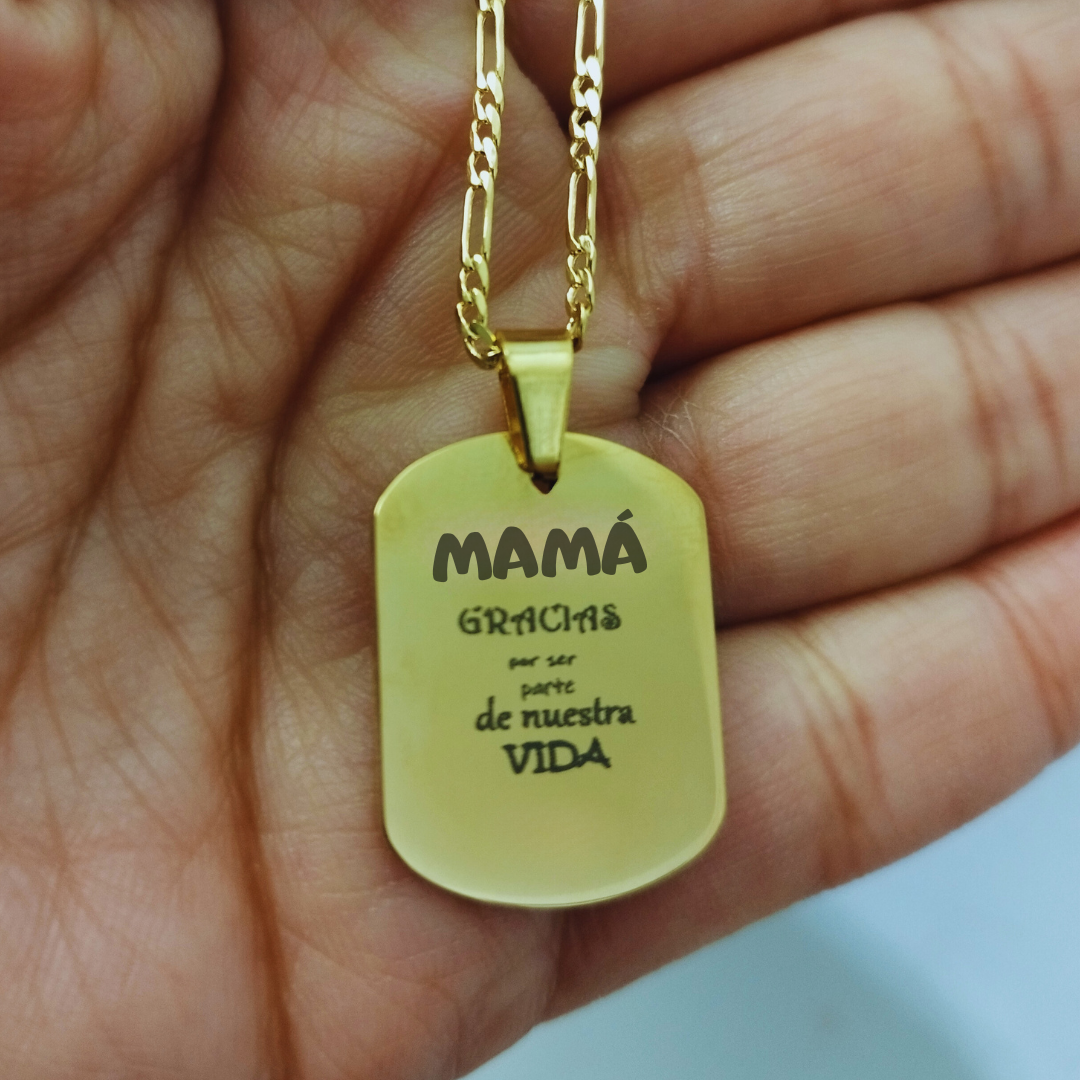 MAMÁ
GRACIAS
por ser
parte
de nuestra
VIDA